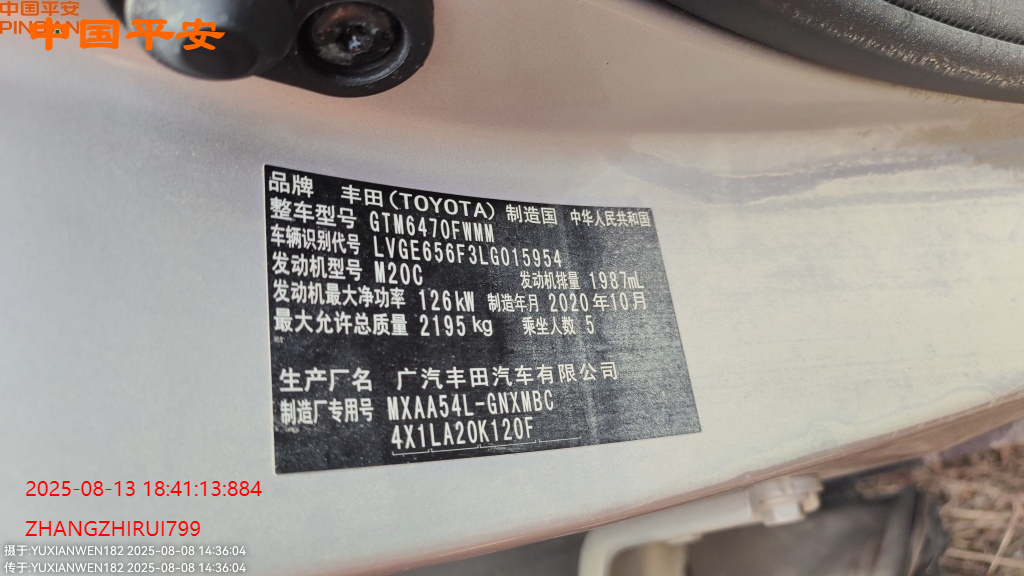 中国平安
PINGAN
中国平安
品牌 丰田(TOYOTA) 制造国 中华人民共和国
整车型号 GTM6470FWMM
车辆识别代号 LVGE656F3LG015954
发动机型号 M20C 发动机排量 1987mL
发动机最大净功率 126kW 制造年月 2020年10月
最大允许总质量 2195kg 乘坐人数 5
生产厂名 广汽丰田汽车有限公司
制造厂专用号 MXAA54L-GNXMBC
4X1LA20K120F
2025-08-13 18:41:13:884
ZHANGZHIRUI799
摄于:YUXIANWEN182 2025-08-08 14:36:04
传于:YUXIANWEN182 2025-08-08 14:36:04